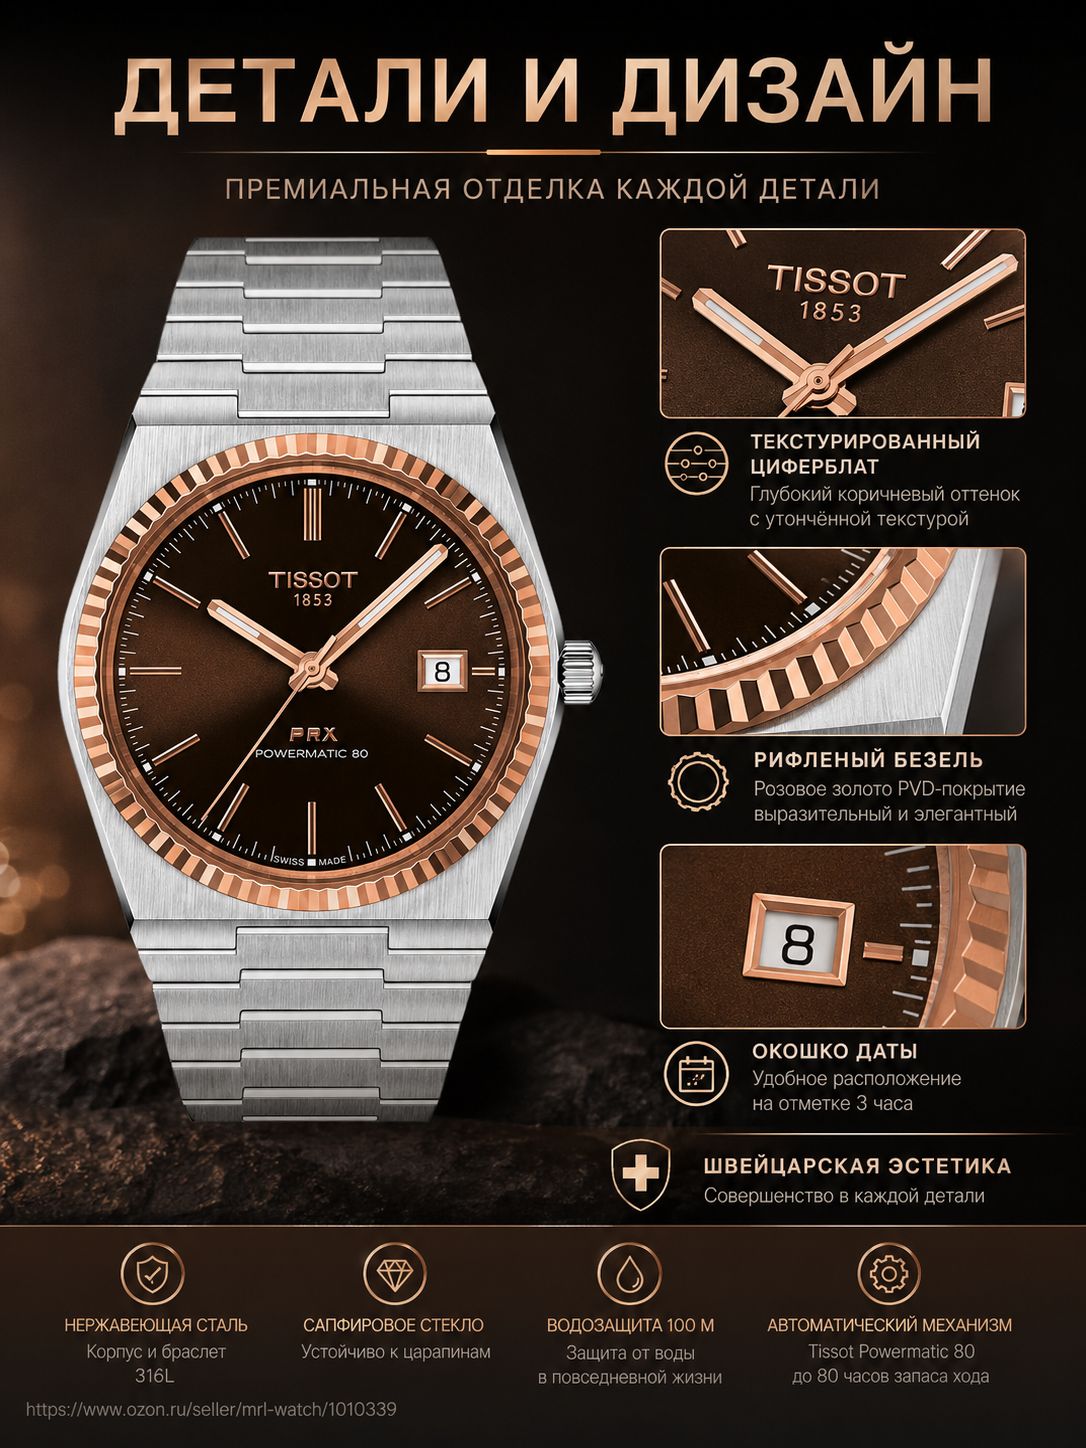 ДЕТАЛИ И ДИЗАЙН
ПРЕМИАЛЬНАЯ ОТДЕЛКА КАЖДОЙ ДЕТАЛИ
TISSOT
1853
8
PRX
POWERMATIC 80
SWISS MADE
TISSOT
1853
ТЕКСТУРИРОВАННЫЙ
ЦИФЕРБЛАТ
Глубокий коричневый оттенок
с утончённой текстурой
РИФЛЕНЫЙ БЕЗЕЛЬ
Розовое золото PVD-покрытие
выразительный и элегантный
8
ОКОШКО ДАТЫ
Удобное расположение
на отметке 3 часа
ШВЕЙЦАРСКАЯ ЭСТЕТИКА
Совершенство в каждой детали
НЕРЖАВЕЮЩАЯ СТАЛЬ
Корпус и браслет
316L
САПФИРОВОЕ СТЕКЛО
Устойчиво к царапинам
ВОДОЗАЩИТА 100 М
Защита от воды
в повседневной жизни
АВТОМАТИЧЕСКИЙ МЕХАНИЗМ
Tissot Powermatic 80
до 80 часов запаса хода
https://www.ozon.ru/seller/mrl-watch/1010339